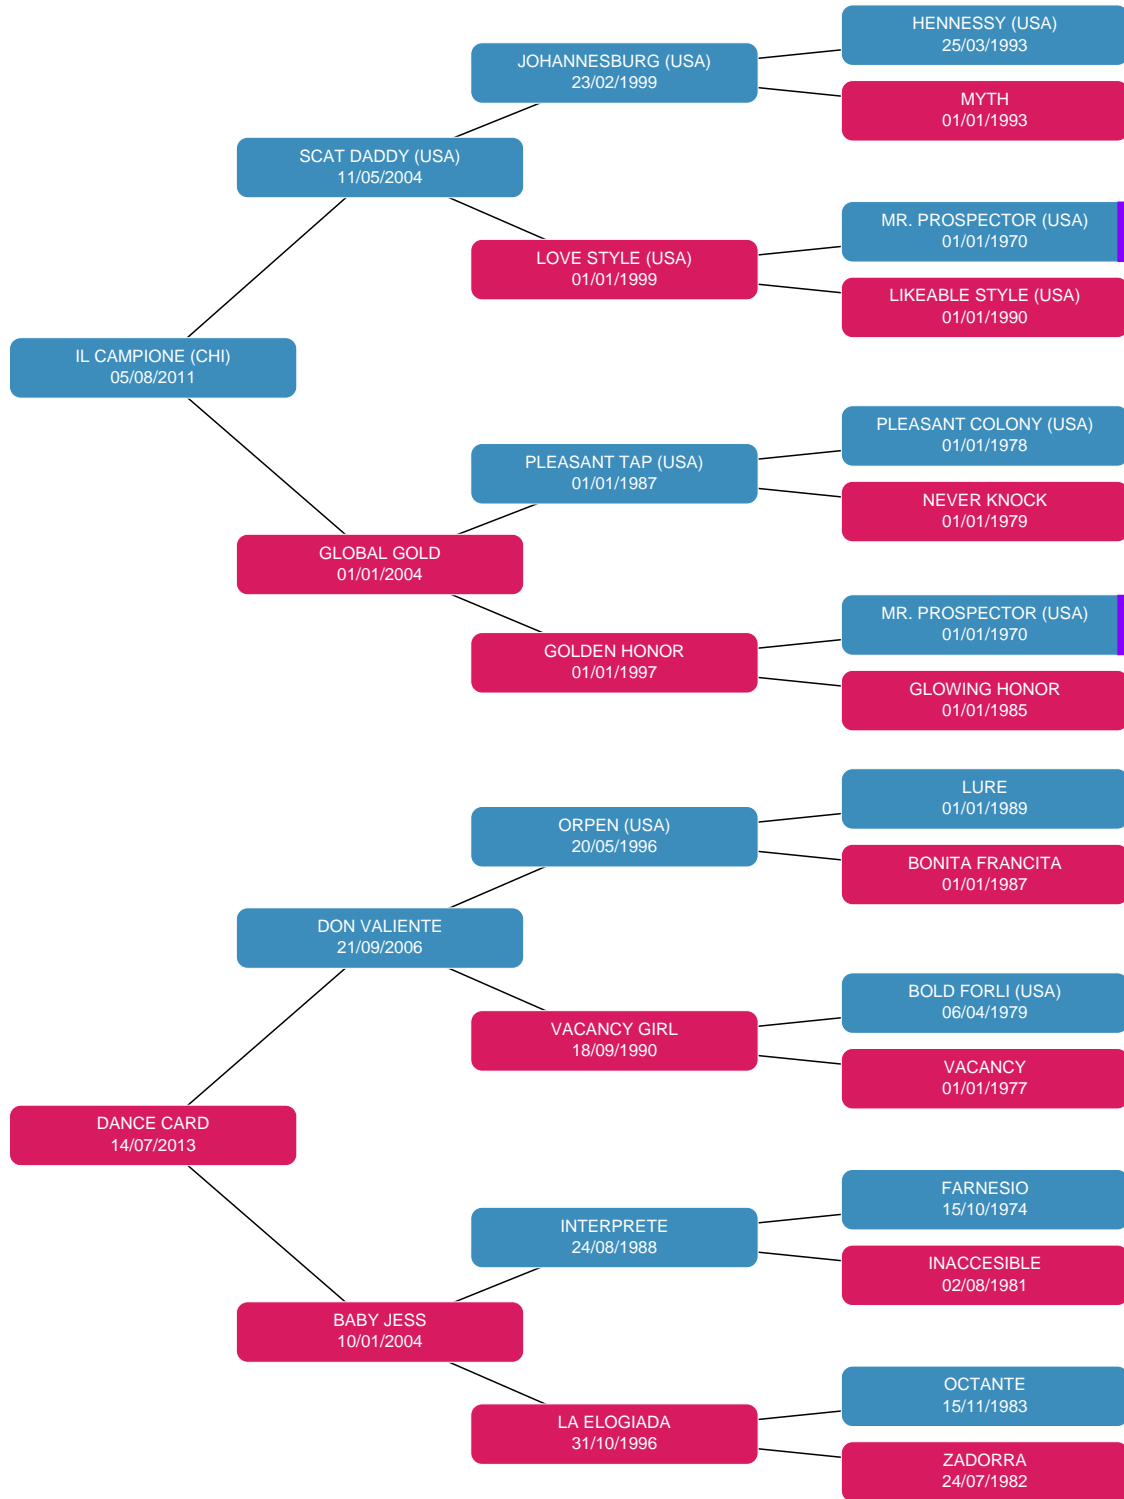 HENNESSY (USA)
25/03/1993
JOHANNESBURG (USA)
23/02/1999
MYTH
01/01/1993
SCAT DADDY (USA)
11/05/2004
MR. PROSPECTOR (USA)
01/01/1970
LOVE STYLE (USA)
01/01/1999
LIKEABLE STYLE (USA)
01/01/1990
IL CAMPIONE (CHI)
05/08/2011
PLEASANT COLONY (USA)
01/01/1978
PLEASANT TAP (USA)
01/01/1987
NEVER KNOCK
01/01/1979
GLOBAL GOLD
01/01/2004
MR. PROSPECTOR (USA)
01/01/1970
GOLDEN HONOR
01/01/1997
GLOWING HONOR
01/01/1985
LURE
01/01/1989
ORPEN (USA)
20/05/1996
BONITA FRANCITA
01/01/1987
DON VALIENTE
21/09/2006
BOLD FORLI (USA)
06/04/1979
VACANCY GIRL
18/09/1990
VACANCY
01/01/1977
DANCE CARD
14/07/2013
FARNESIO
15/10/1974
INTERPRETE
24/08/1988
INACCESIBLE
02/08/1981
BABY JESS
10/01/2004
OCTANTE
15/11/1983
LA ELOGIADA
31/10/1996
ZADORRA
24/07/1982